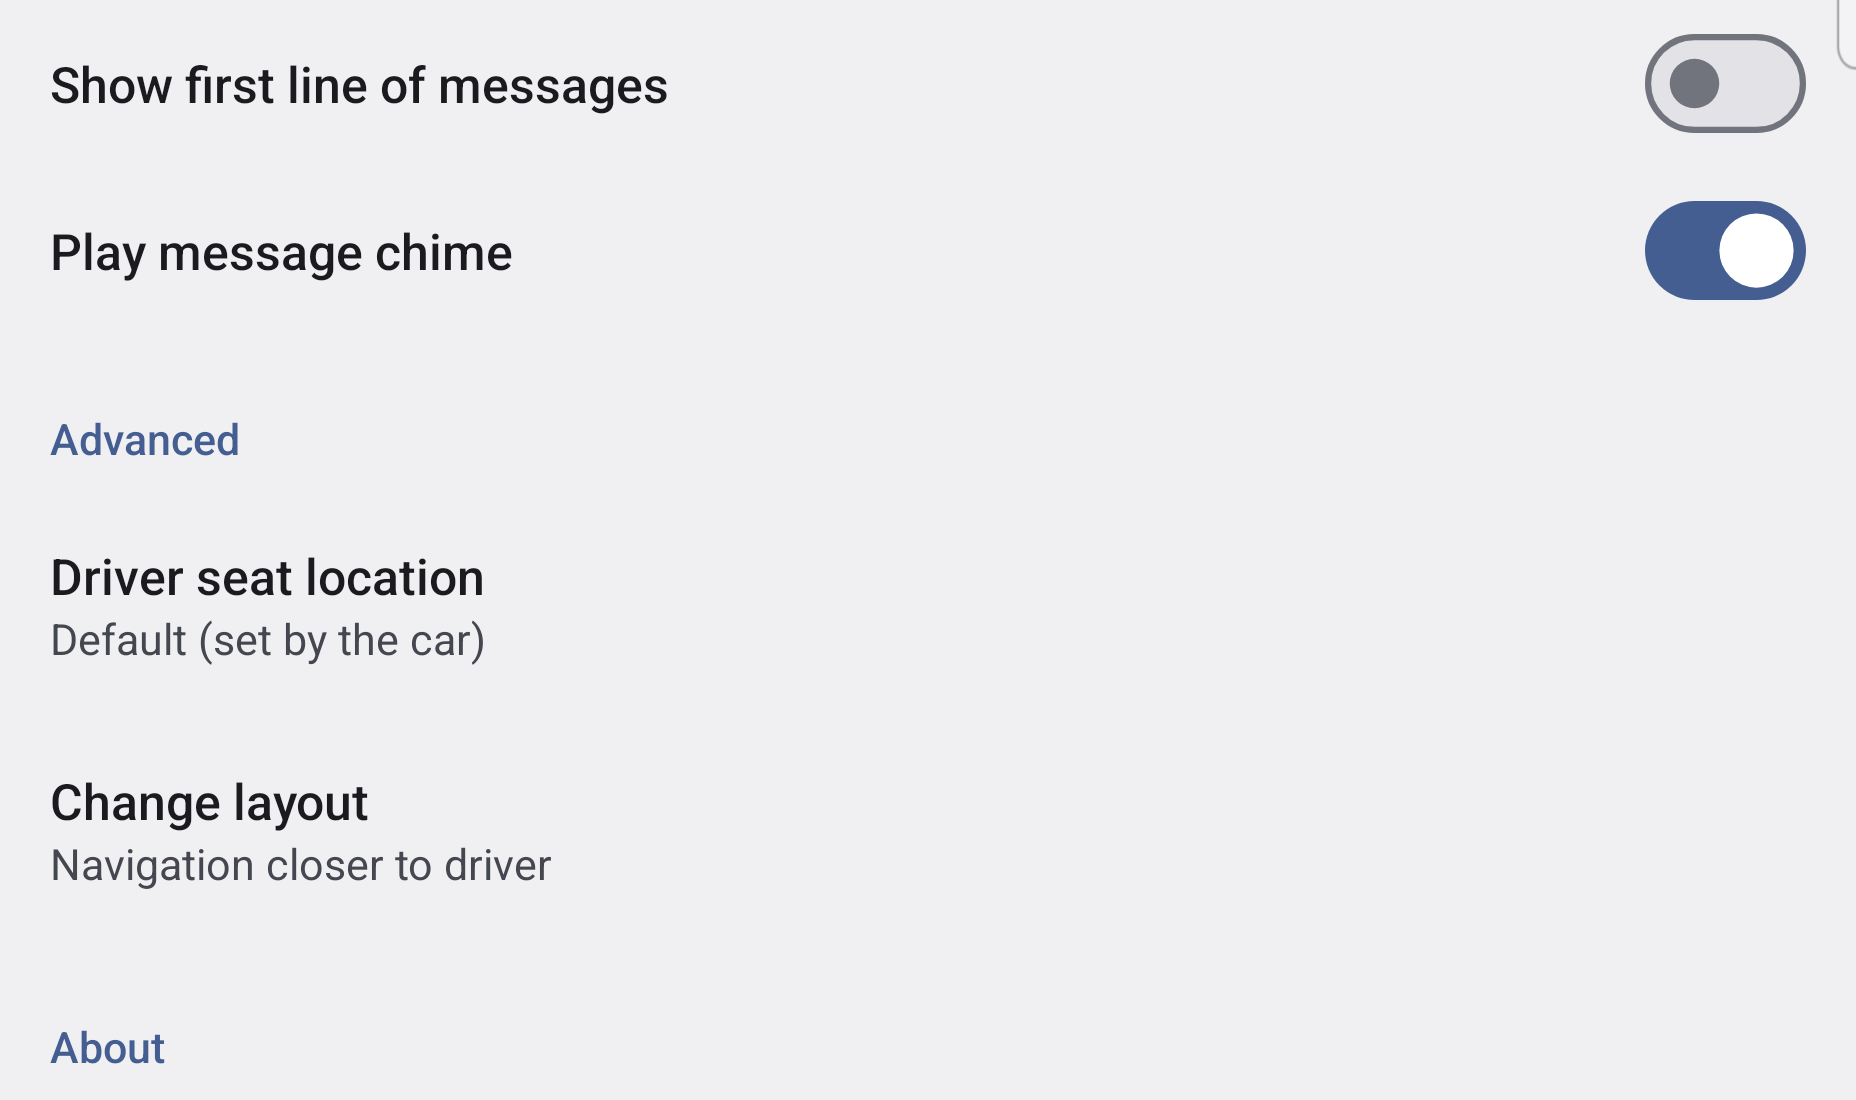 Show first line of messages
Play message chime
Advanced
Driver seat location
Default (set by the car)
Change layout
Navigation closer to driver
About